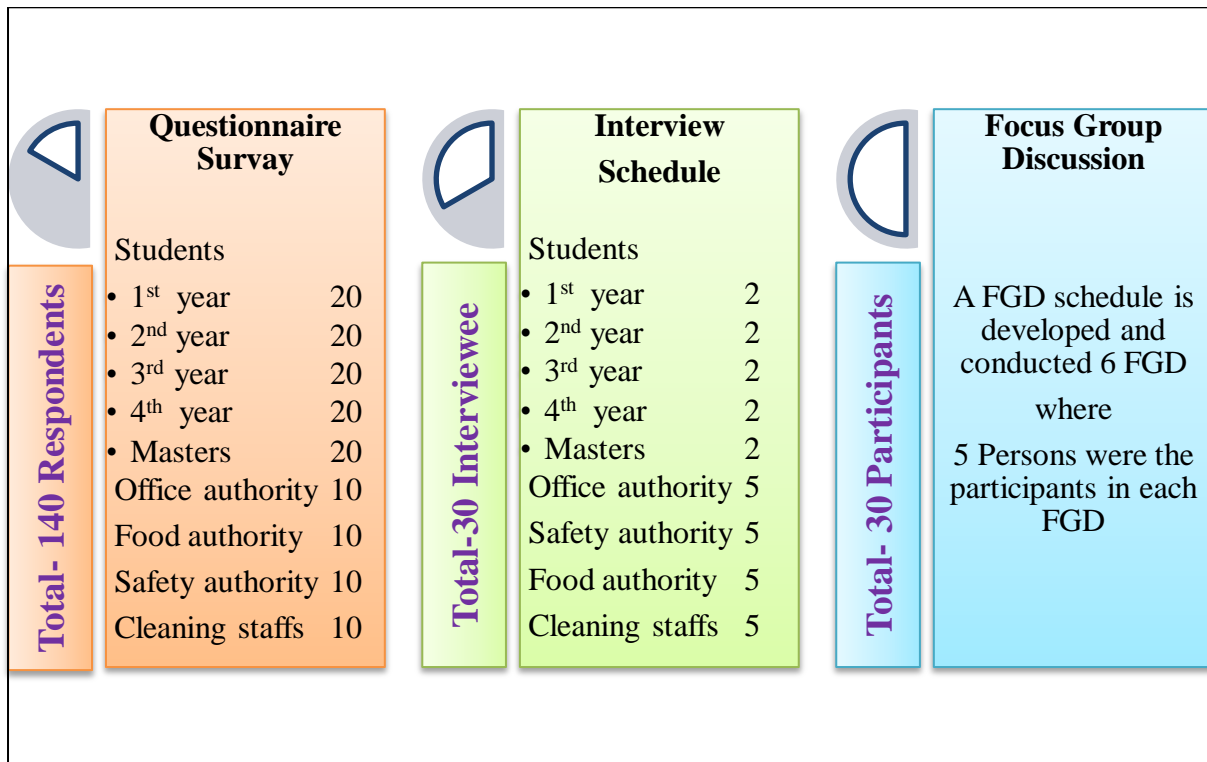 Questionnaire
Survay
Total- 140 Respondents
Students
• 1st year 20
• 2nd year 20
• 3rd year 20
• 4th year 20
• Masters 20
Office authority 10
Food authority 10
Safety authority 10
Cleaning staffs 10
Interview
Schedule
Total-30 Interviewee
Students
• 1st year 2
• 2nd year 2
• 3rd year 2
• 4th year 2
• Masters 2
Office authority 5
Safety authority 5
Food authority 5
Cleaning staffs 5
Focus Group
Discussion
Total- 30 Participants
A FGD schedule is
developed and
conducted 6 FGD
where
5 Persons were the
participants in each
FGD